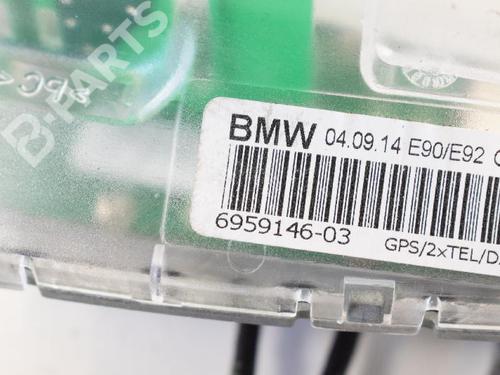 B-PARTS
BMW 04.09.14 E90/E92
6959146-03
GPS/2xTEL/D